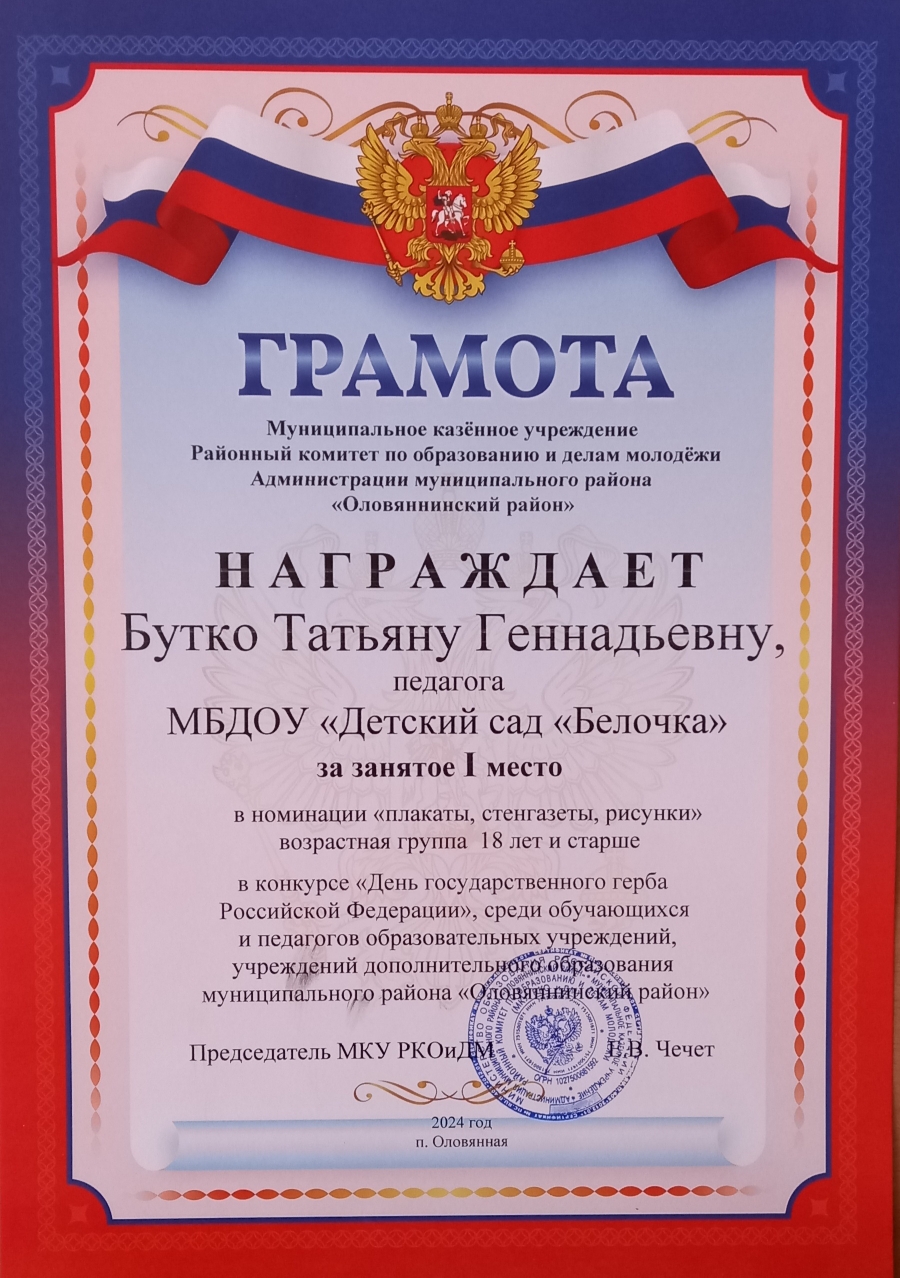 ГРАМОТА
Муниципальное казённое учреждение
Районный комитет по образованию и делам молодёжи
Администрации муниципального района
«Оловяннинский район»
НАГРАЖДАЕТ
Бутко Татьяну Геннадьевну,
педагога
МБДОУ «Детский сад «Белочка»
за занятое I место
в номинации «плакаты, стенгазеты, рисунки»
возрастная группа 18 лет и старше
в конкурсе «День государственного герба
Российской Федерации», среди обучающихся
и педагогов образовательных учреждений,
учреждений дополнительного образования
муниципального района «Оловяннинский район»
Председатель МКУ РКОиДМ
Чечет
2024 год
п. Оловянная